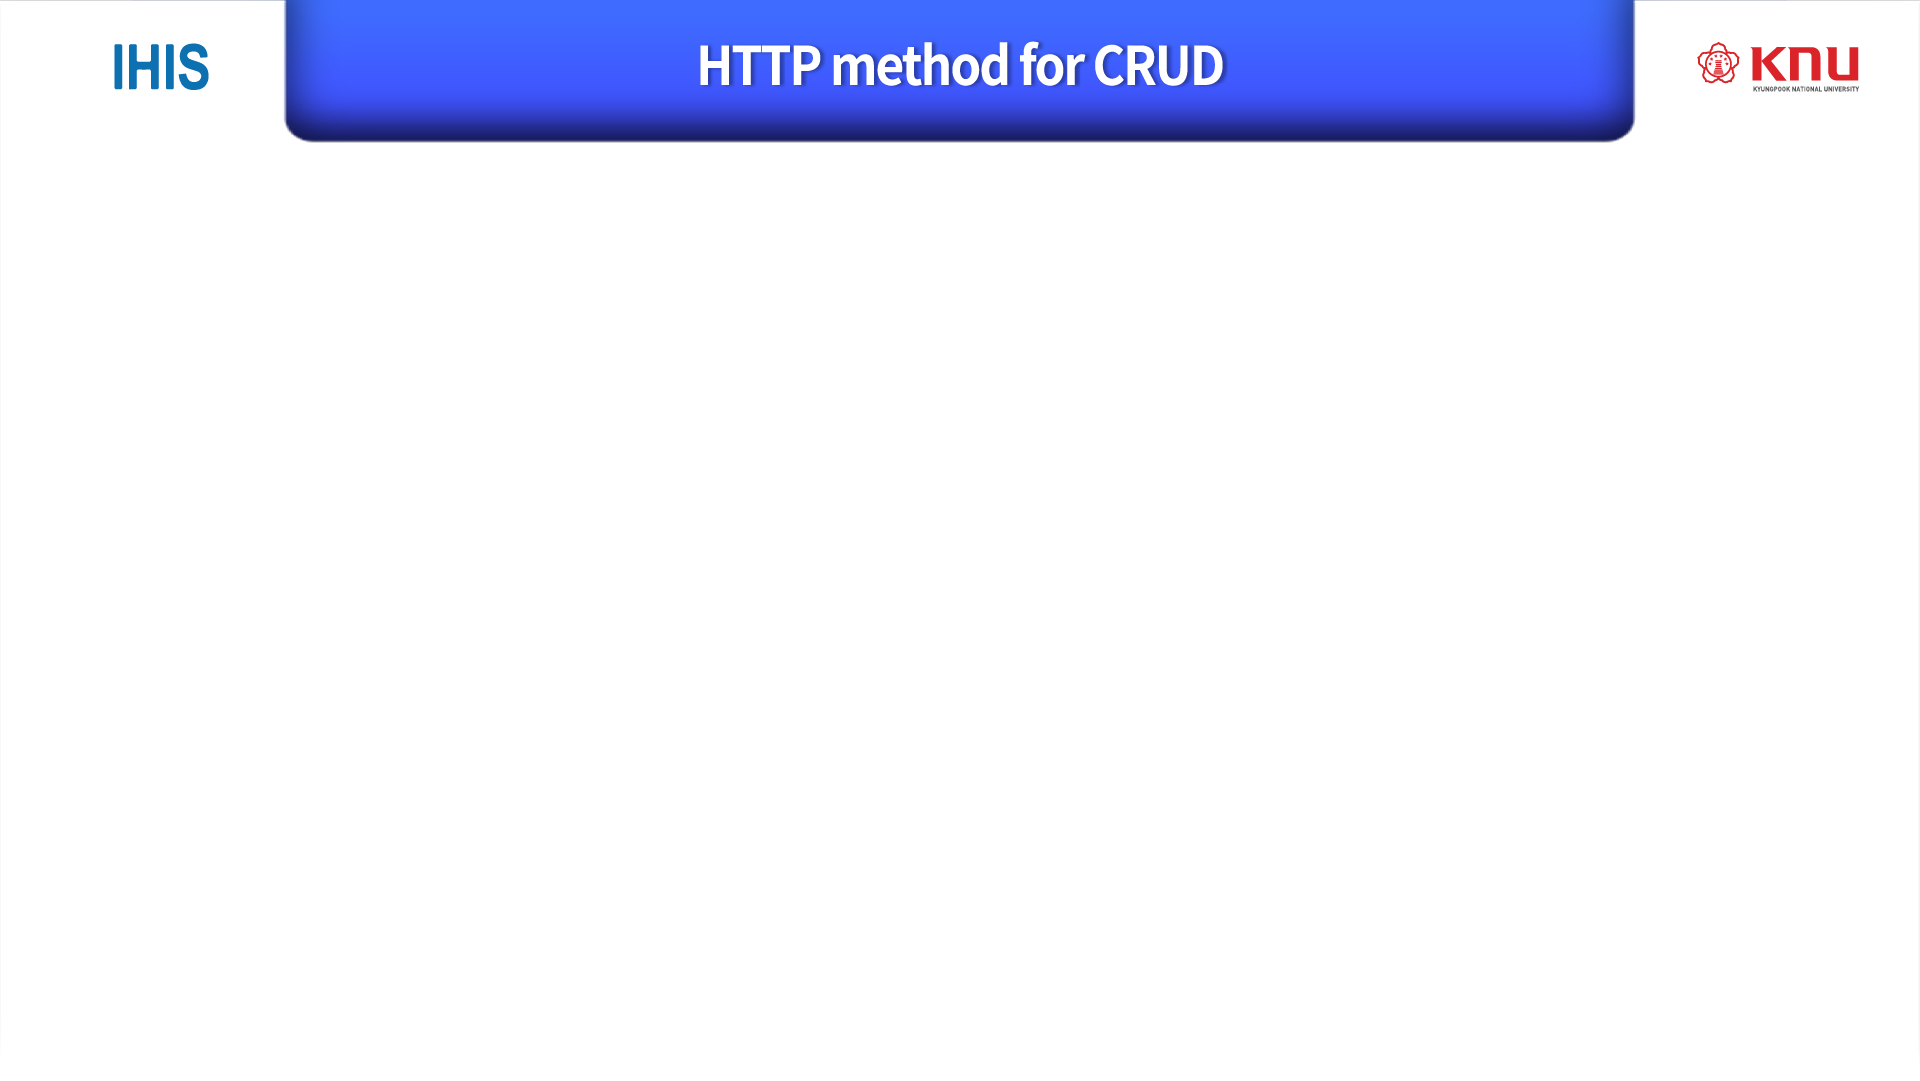 IHIS
HTTP method for CRUD
KNU
KYUNGPOOK NATIONAL UNIVERSITY